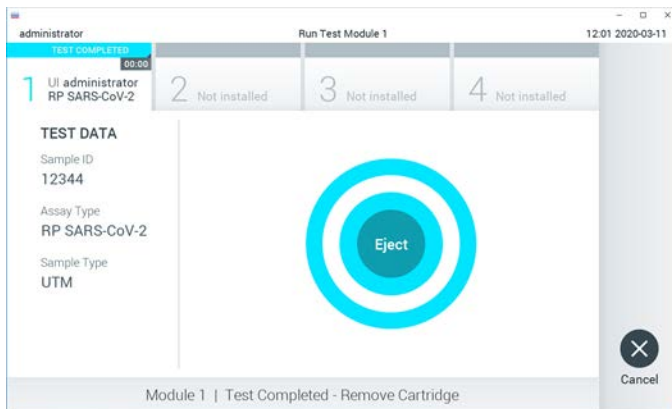 administrator Run Test Module 1 12:01 2020-03-11
TEST COMPLETED
00:00
1 UI administrator
RP SARS-CoV-2
2 Not installed
3 Not installed
4 Not installed
TEST DATA
Sample ID
12344
Assay Type
RP SARS-CoV-2
Sample Type
UTM
Eject
Cancel
Module 1 | Test Completed - Remove Cartridge